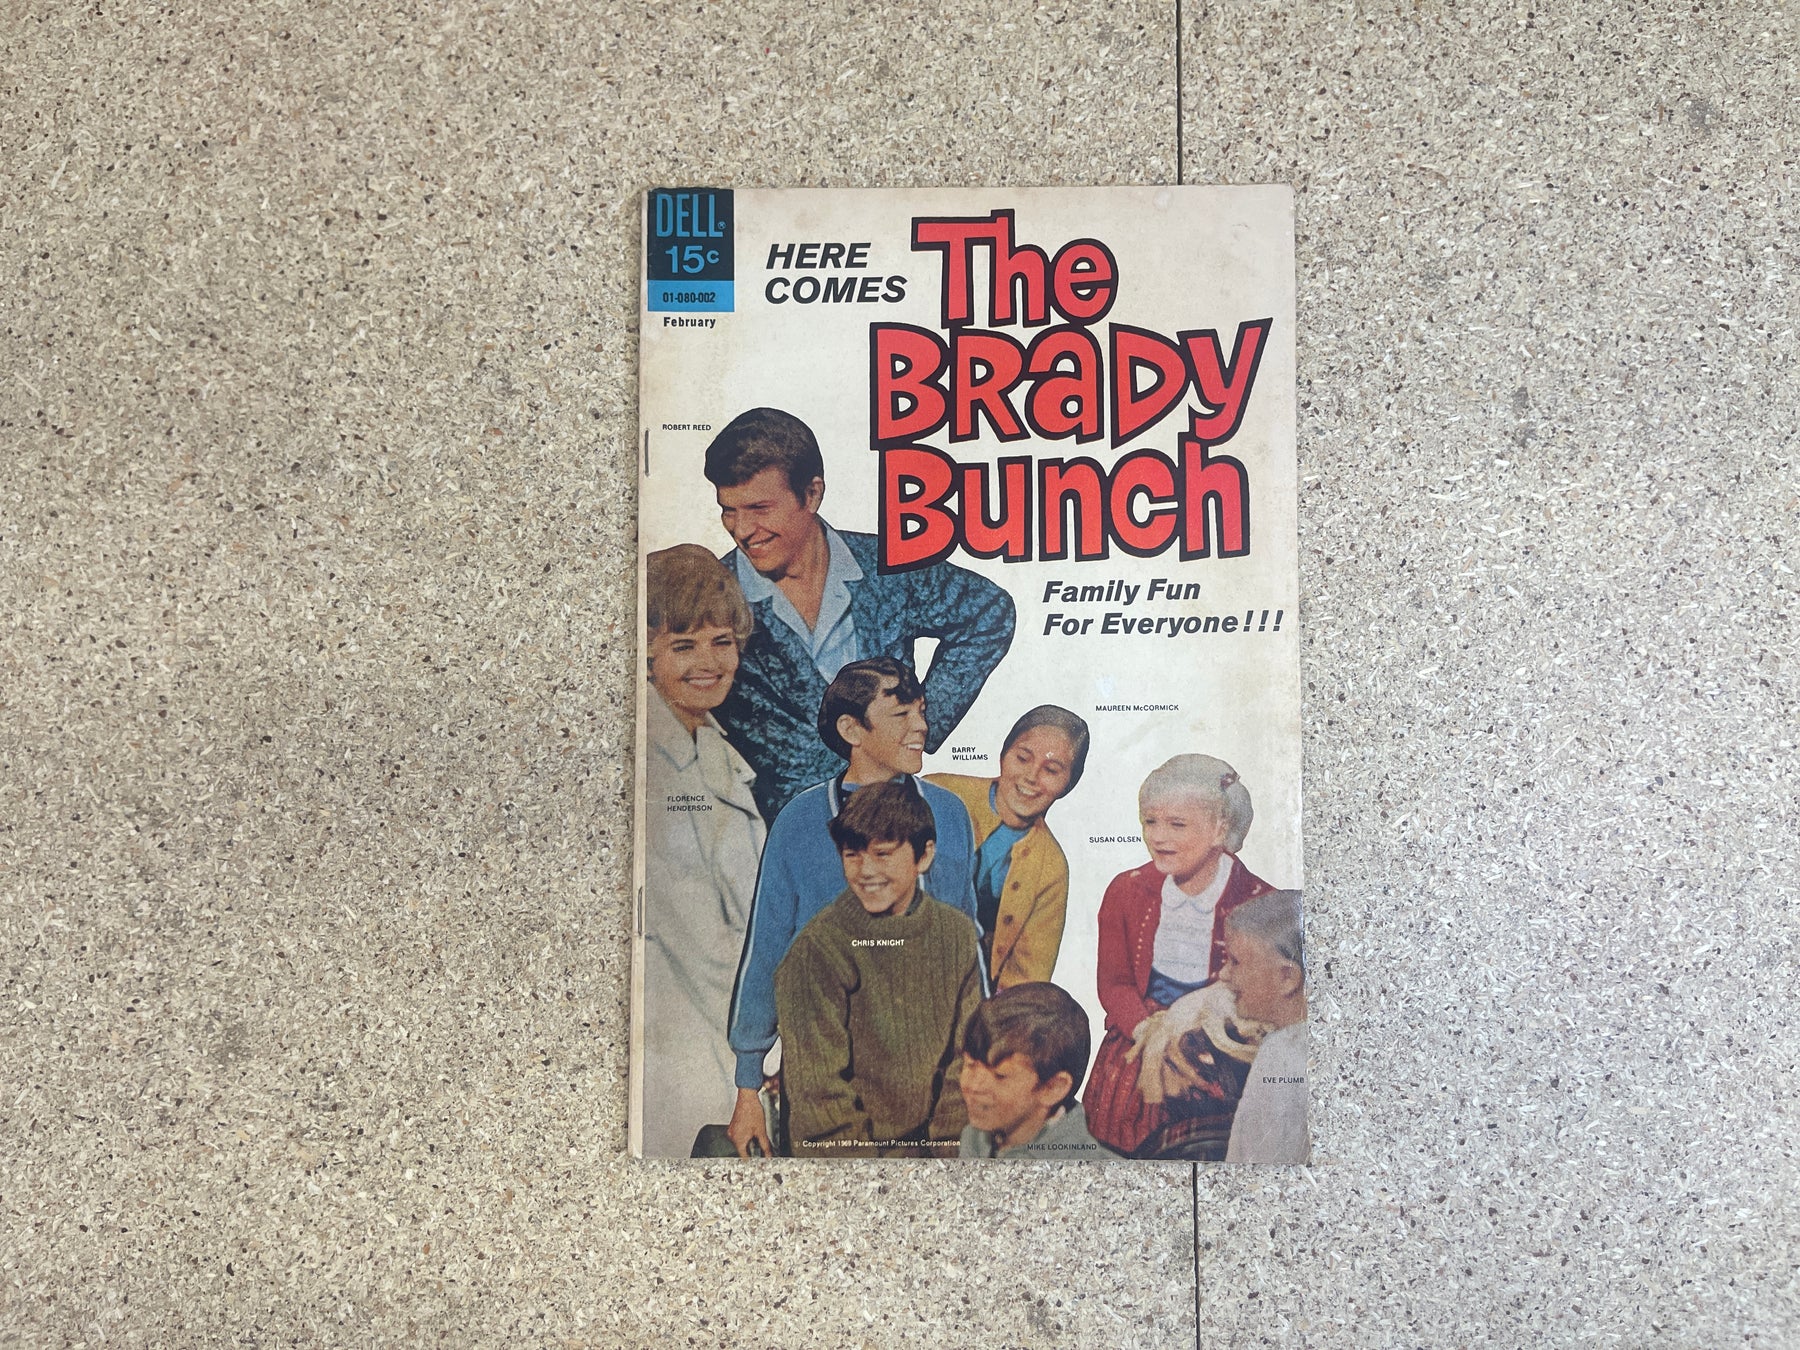 DELL®
15¢
01-080-002
February
HERE
COMES
The
BRADY
BUNCH
Family Fun
For Everyone!!!
ROBERT REED
MAUREEN McCORMICK
BARRY
WILLIAMS
FLORENCE
HENDERSON
SUSAN OLSEN
CHRIS KNIGHT
EVE PLUMB
© Copyright 1969 Paramount Pictures Corporation
MIKE LOOKINLAND